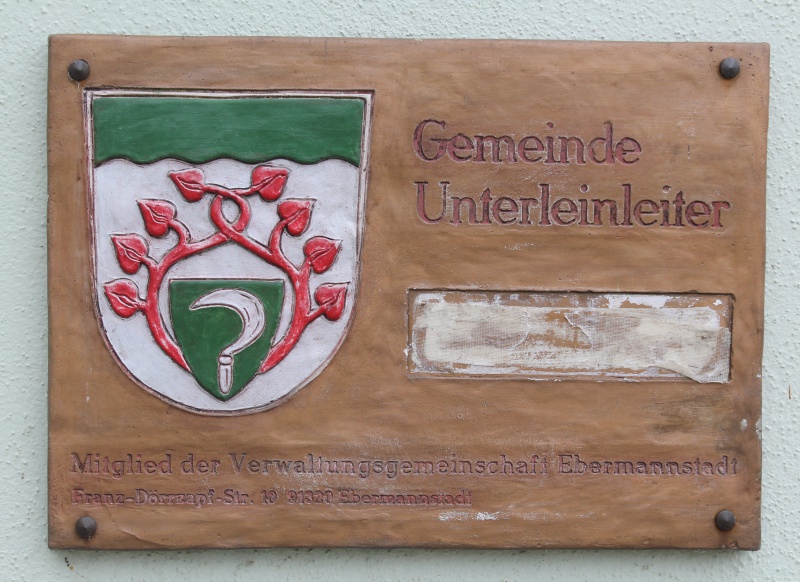 Gemeinde
Unterleinleiter
Mitglied der Verwaltungsgemeinschaft Ebermannstadt
Franz-Dörrzapf-Str. 10 91320 Ebermannstadt